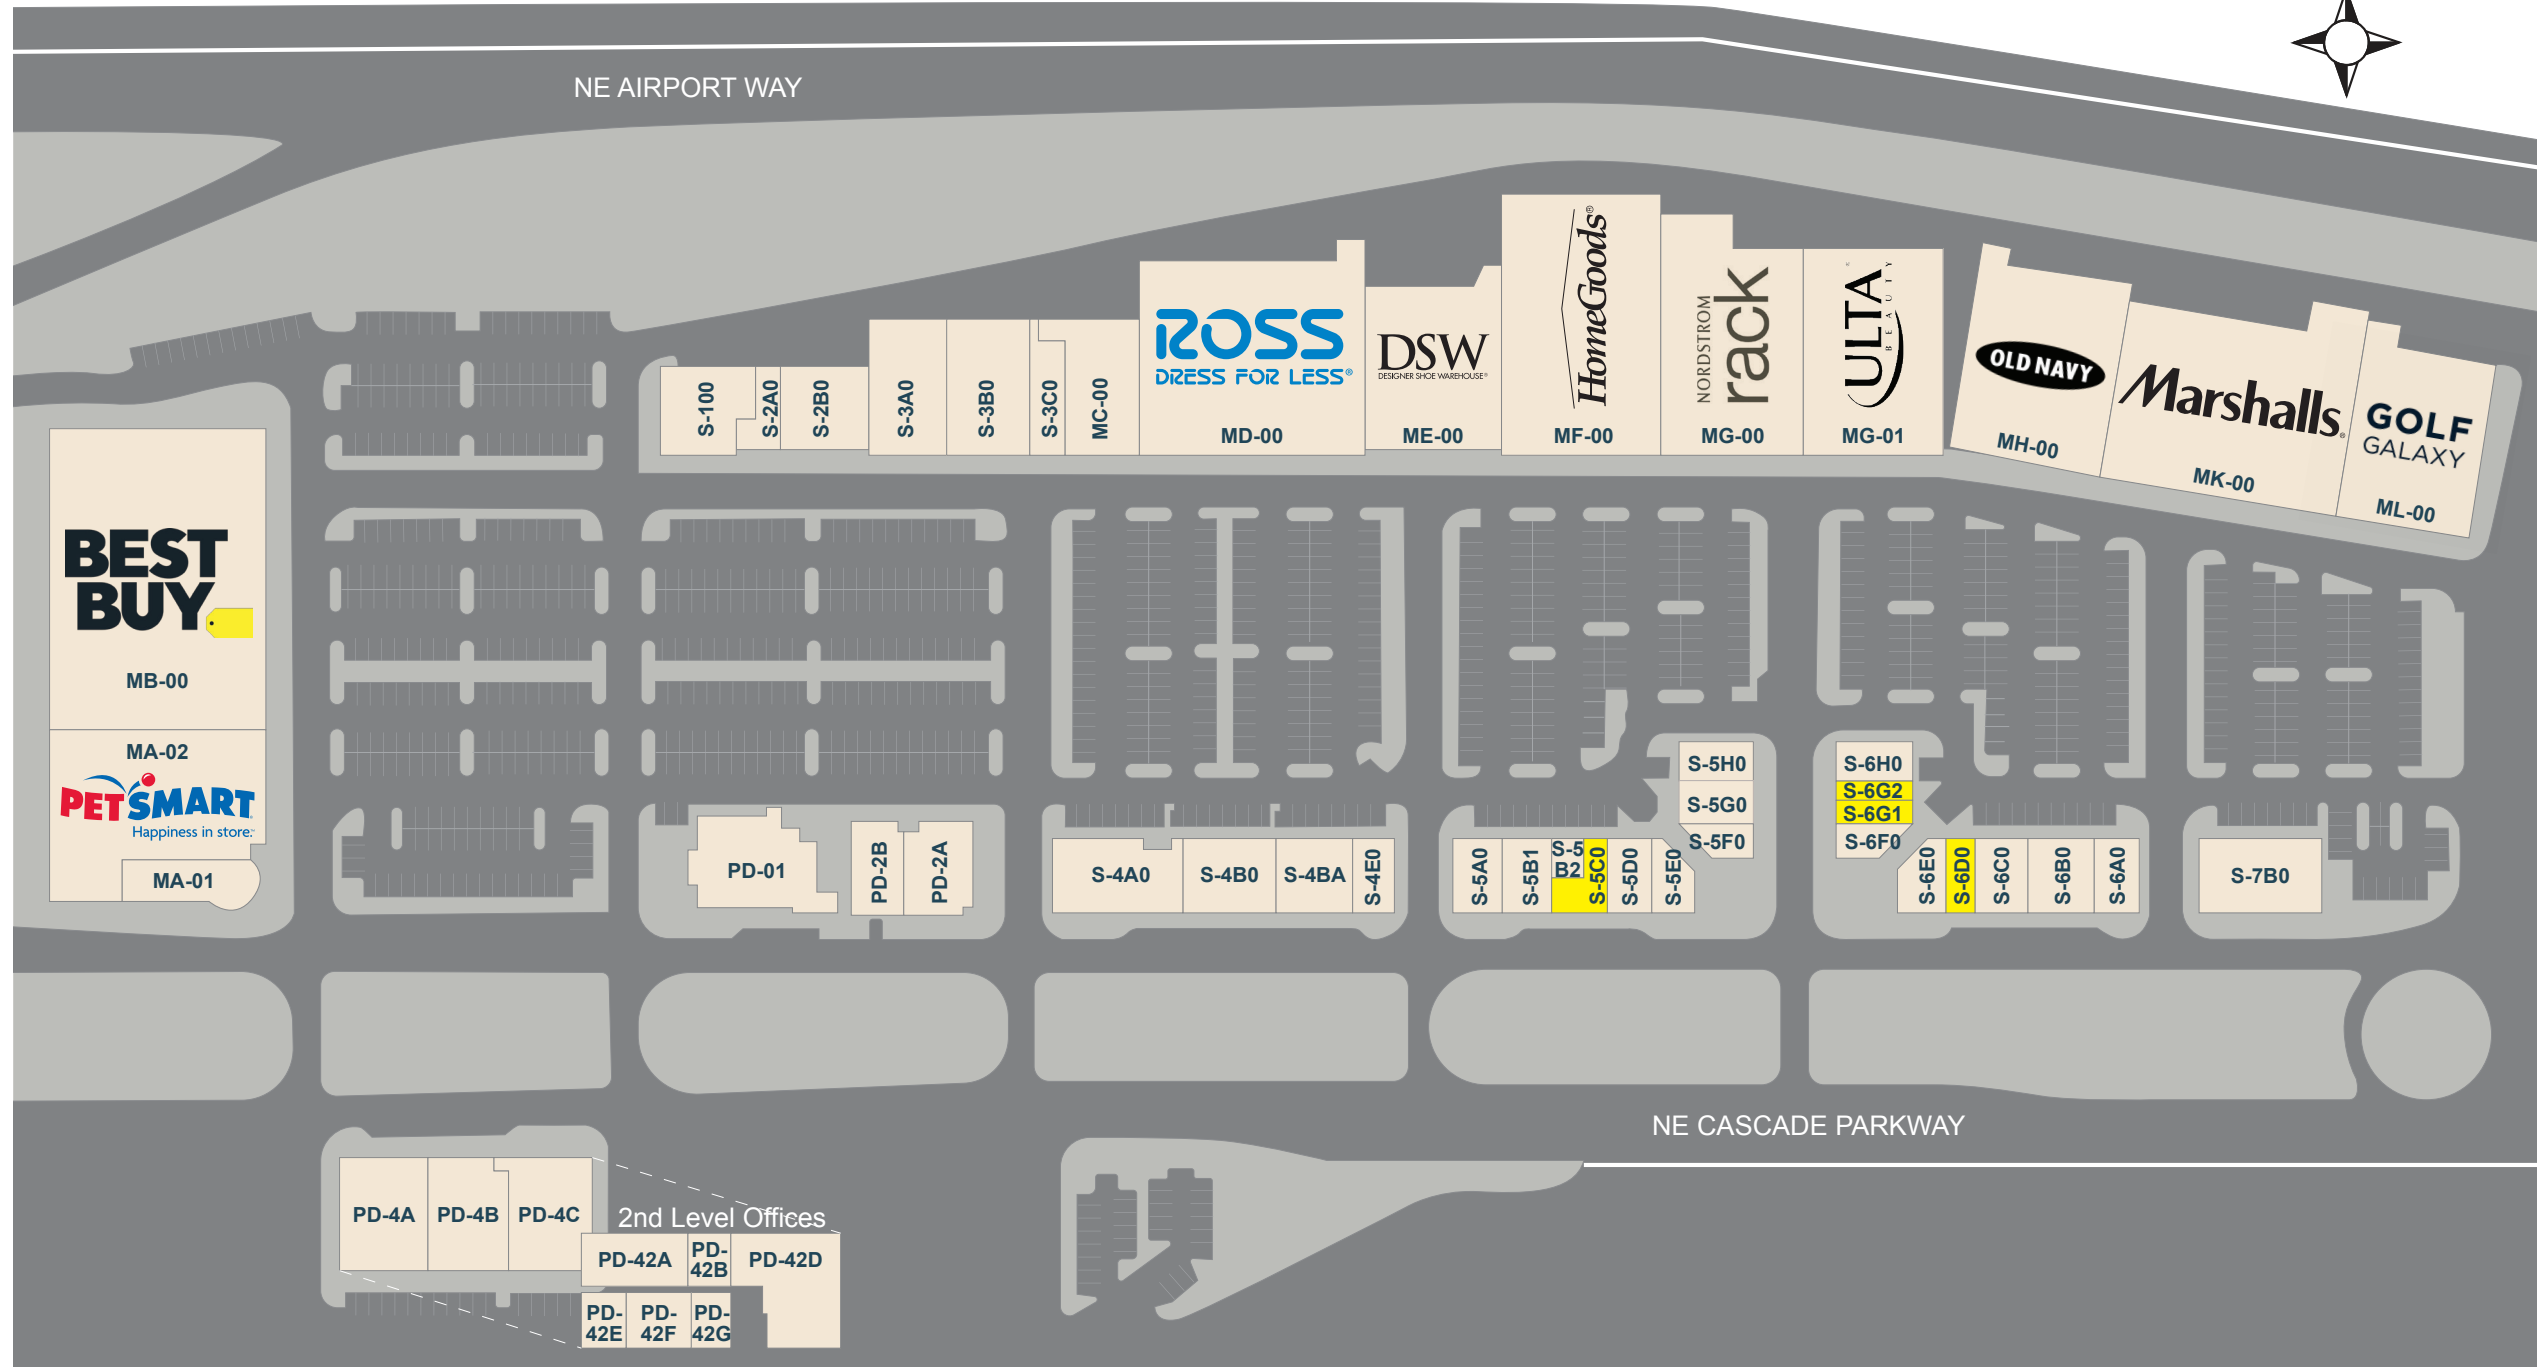 NE AIRPORT WAY
S-100
S-2A0
S-2B0
S-3A0
S-3B0
S-3C0
MC-00
ROSS
DRESS FOR LESS®
MD-00
DSW
DESIGNER SHOE WAREHOUSE®
ME-00
HomeGoods®
MF-00
NORDSTROM
rack
MG-00
ULTA
BEAUTY
MG-01
OLD NAVY
MH-00
Marshalls®
MK-00
GOLF
GALAXY
ML-00
BEST
BUY
MB-00
MA-02
PETSMART
Happiness in store.
MA-01
PD-01
PD-2B
PD-2A
S-4A0
S-4B0
S-4BA
S-4E0
S-5A0
S-5B1
S-5
B2
S-5C0
S-5D0
S-5E0
S-5H0
S-5G0
S-5F0
S-6H0
S-6G2
S-6G1
S-6F0
S-6E0
S-6D0
S-6C0
S-6B0
S-6A0
S-7B0
NE CASCADE PARKWAY
PD-4A
PD-4B
PD-4C
2nd Level Offices
PD-42A
PD-
42B
PD-42D
PD-
42E
PD-
42F
PD-
42G